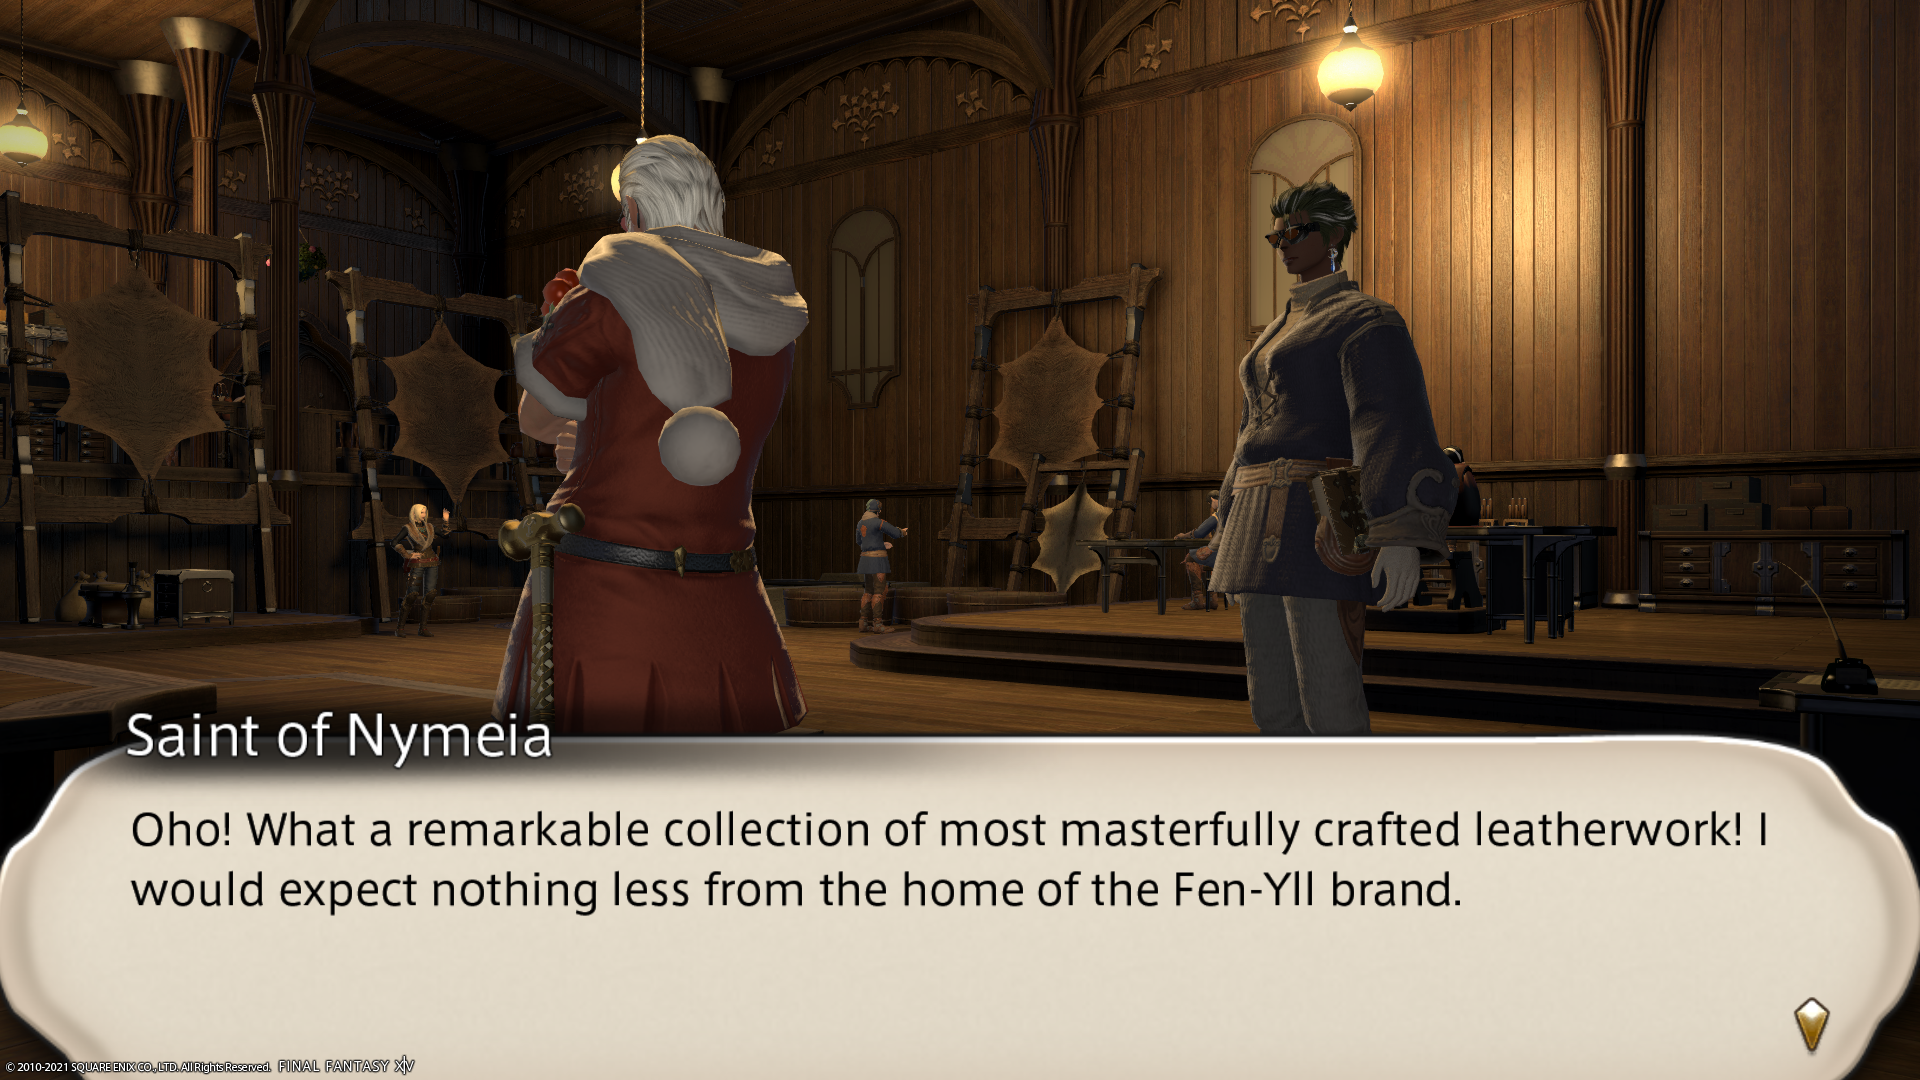 Saint of Nymeia
Oho! What a remarkable collection of most masterfully crafted leatherwork! I
would expect nothing less from the home of the Fen-Yll brand.
© 2010-2021 SQUARE ENIX CO., LTD. All Rights Reserved. FINAL FANTASY XIV